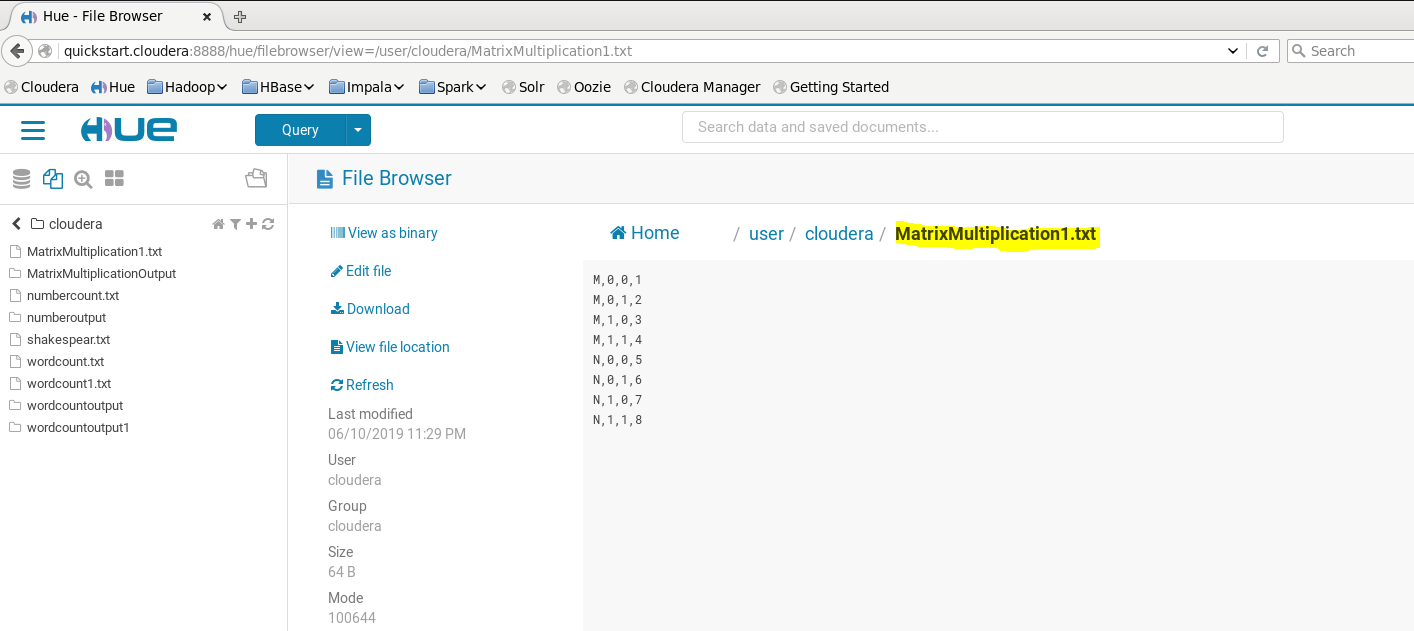 Hue - File Browser
quickstart.cloudera:8888/hue/filebrowser/view=/user/cloudera/MatrixMultiplication1.txt
Search
Cloudera Hue Hadoop HBase Impala Spark Solr Oozie Cloudera Manager Getting Started
HUE
Query
Search data and saved documents...
File Browser
cloudera
MatrixMultiplication1.txt
MatrixMultiplicationOutput
numbercount.txt
numberoutput
shakespear.txt
wordcount.txt
wordcount1.txt
wordcountoutput
wordcountoutput1
View as binary
Edit file
Download
View file location
Refresh
Last modified
06/10/2019 11:29 PM
User
cloudera
Group
cloudera
Size
64 B
Mode
100644
Home / user / cloudera / MatrixMultiplication1.txt
M,0,0,1
M,0,1,2
M,1,0,3
M,1,1,4
N,0,0,5
N,0,1,6
N,1,0,7
N,1,1,8